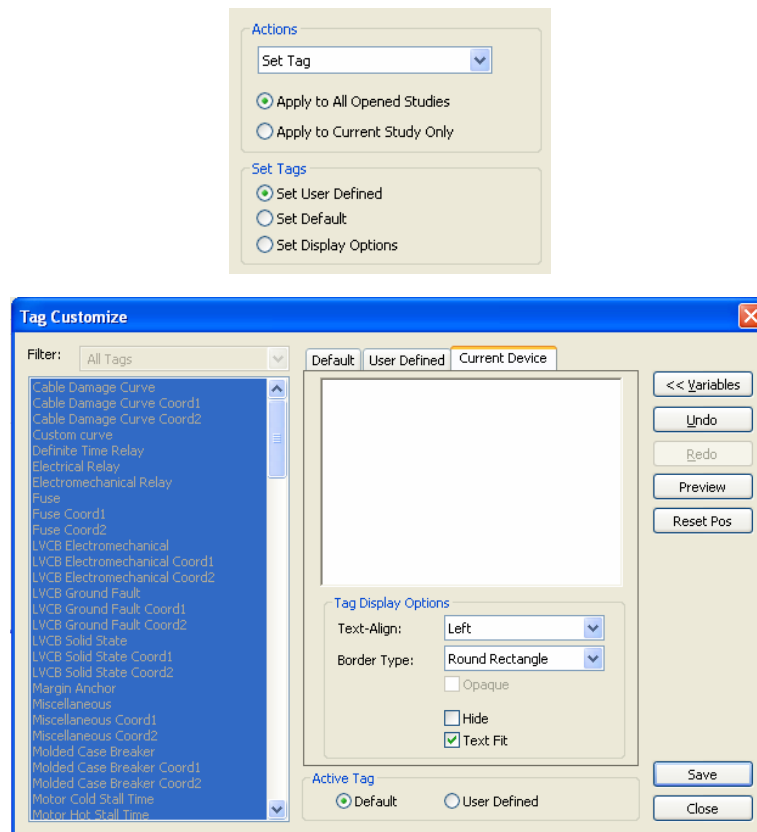 Actions
Set Tag
Apply to All Opened Studies
Apply to Current Study Only
Set Tags
Set User Defined
Set Default
Set Display Options
Tag Customize
Filter:
All Tags
Cable Damage Curve
Cable Damage Curve Coord1
Cable Damage Curve Coord2
Custom curve
Definite Time Relay
Electrical Relay
Electromechanical Relay
Fuse
Fuse Coord1
Fuse Coord2
LVCB Electromechanical
LVCB Electromechanical Coord1
LVCB Electromechanical Coord2
LVCB Ground Fault
LVCB Ground Fault Coord1
LVCB Ground Fault Coord2
LVCB Solid State
LVCB Solid State Coord1
LVCB Solid State Coord2
Margin Anchor
Miscellaneous
Miscellaneous Coord1
Miscellaneous Coord2
Molded Case Breaker
Molded Case Breaker Coord1
Molded Case Breaker Coord2
Motor Cold Stall Time
Motor Hot Stall Time
Default User Defined Current Device
Tag Display Options
Text-Align: Left
Border Type: Round Rectangle
Opaque
Hide
Text Fit
Active Tag
Default User Defined
<< Variables
Undo
Redo
Preview
Reset Pos
Save
Close